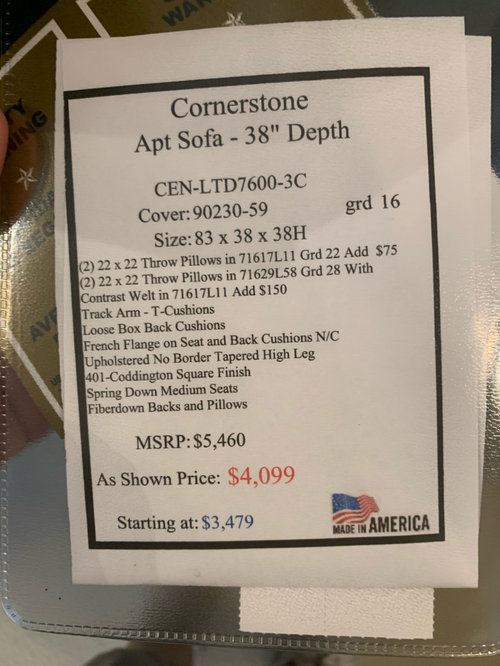 WAR
Cornerstone
Apt Sofa - 38" Depth
CEN-LTD7600-3C
Cover: 90230-59 grd 16
Size: 83 x 38 x 38H
(2) 22 x 22 Throw Pillows in 71617L11 Grd 22 Add $75
(2) 22 x 22 Throw Pillows in 71629L58 Grd 28 With
Contrast Welt in 71617L11 Add $150
Track Arm - T-Cushions
Loose Box Back Cushions
French Flange on Seat and Back Cushions N/C
Upholstered No Border Tapered High Leg
401-Coddington Square Finish
Spring Down Medium Seats
Fiberdown Backs and Pillows
MSRP: $5,460
As Shown Price: $4,099
Starting at: $3,479
MADE IN AMERICA